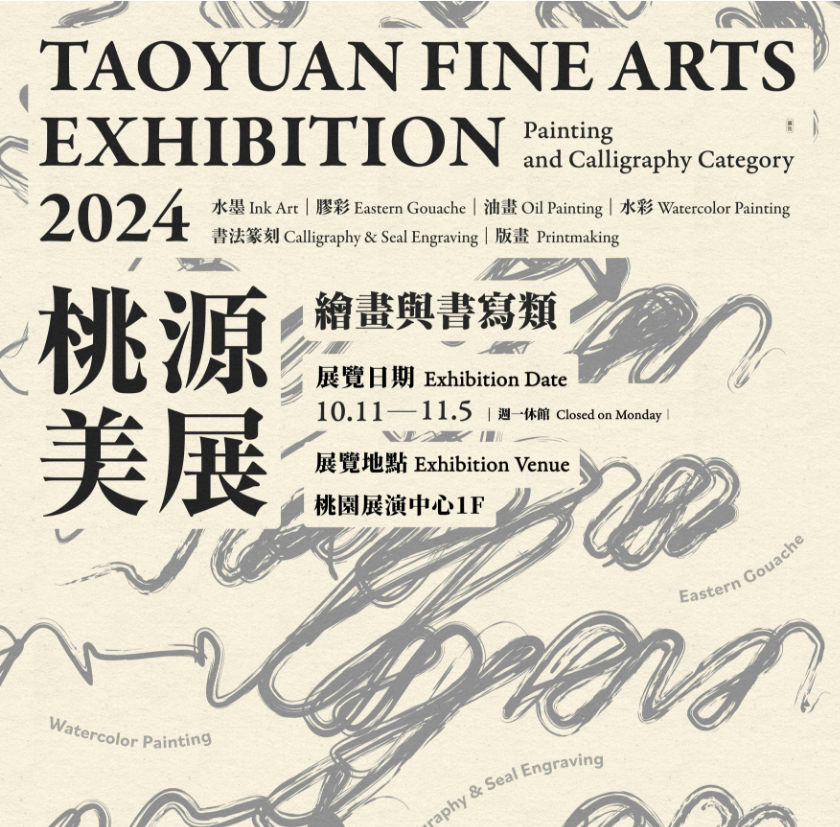 TAOYUAN FINE ARTS
EXHIBITION
Painting
and Calligraphy Category
2024
水墨 Ink Art｜膠彩 Eastern Gouache｜油畫 Oil Painting｜水彩 Watercolor Painting
書法篆刻 Calligraphy & Seal Engraving｜版畫 Printmaking
桃源
美展
繪畫與書寫類
展覽日期 Exhibition Date
10.11—11.5 ｜週一休館 Closed on Monday｜
展覽地點 Exhibition Venue
桃園展演中心1F
Eastern Gouache
Watercolor Painting
raphy & Seal Engraving